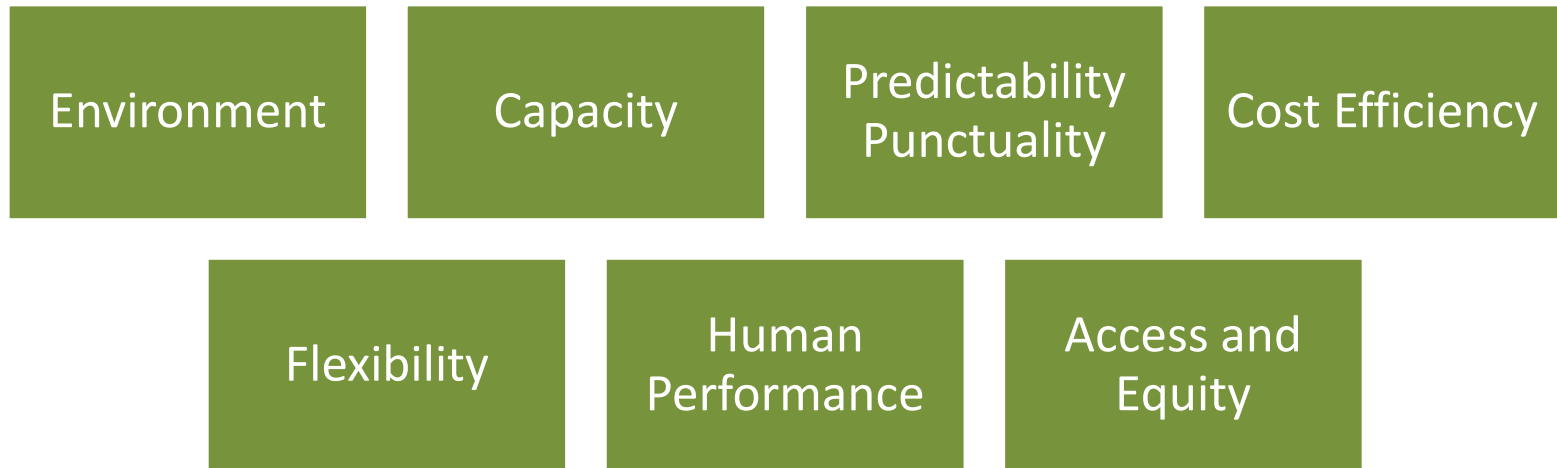 Environment
Capacity
Predictability
Punctuality
Cost Efficiency
Flexibility
Human
Performance
Access and
Equity